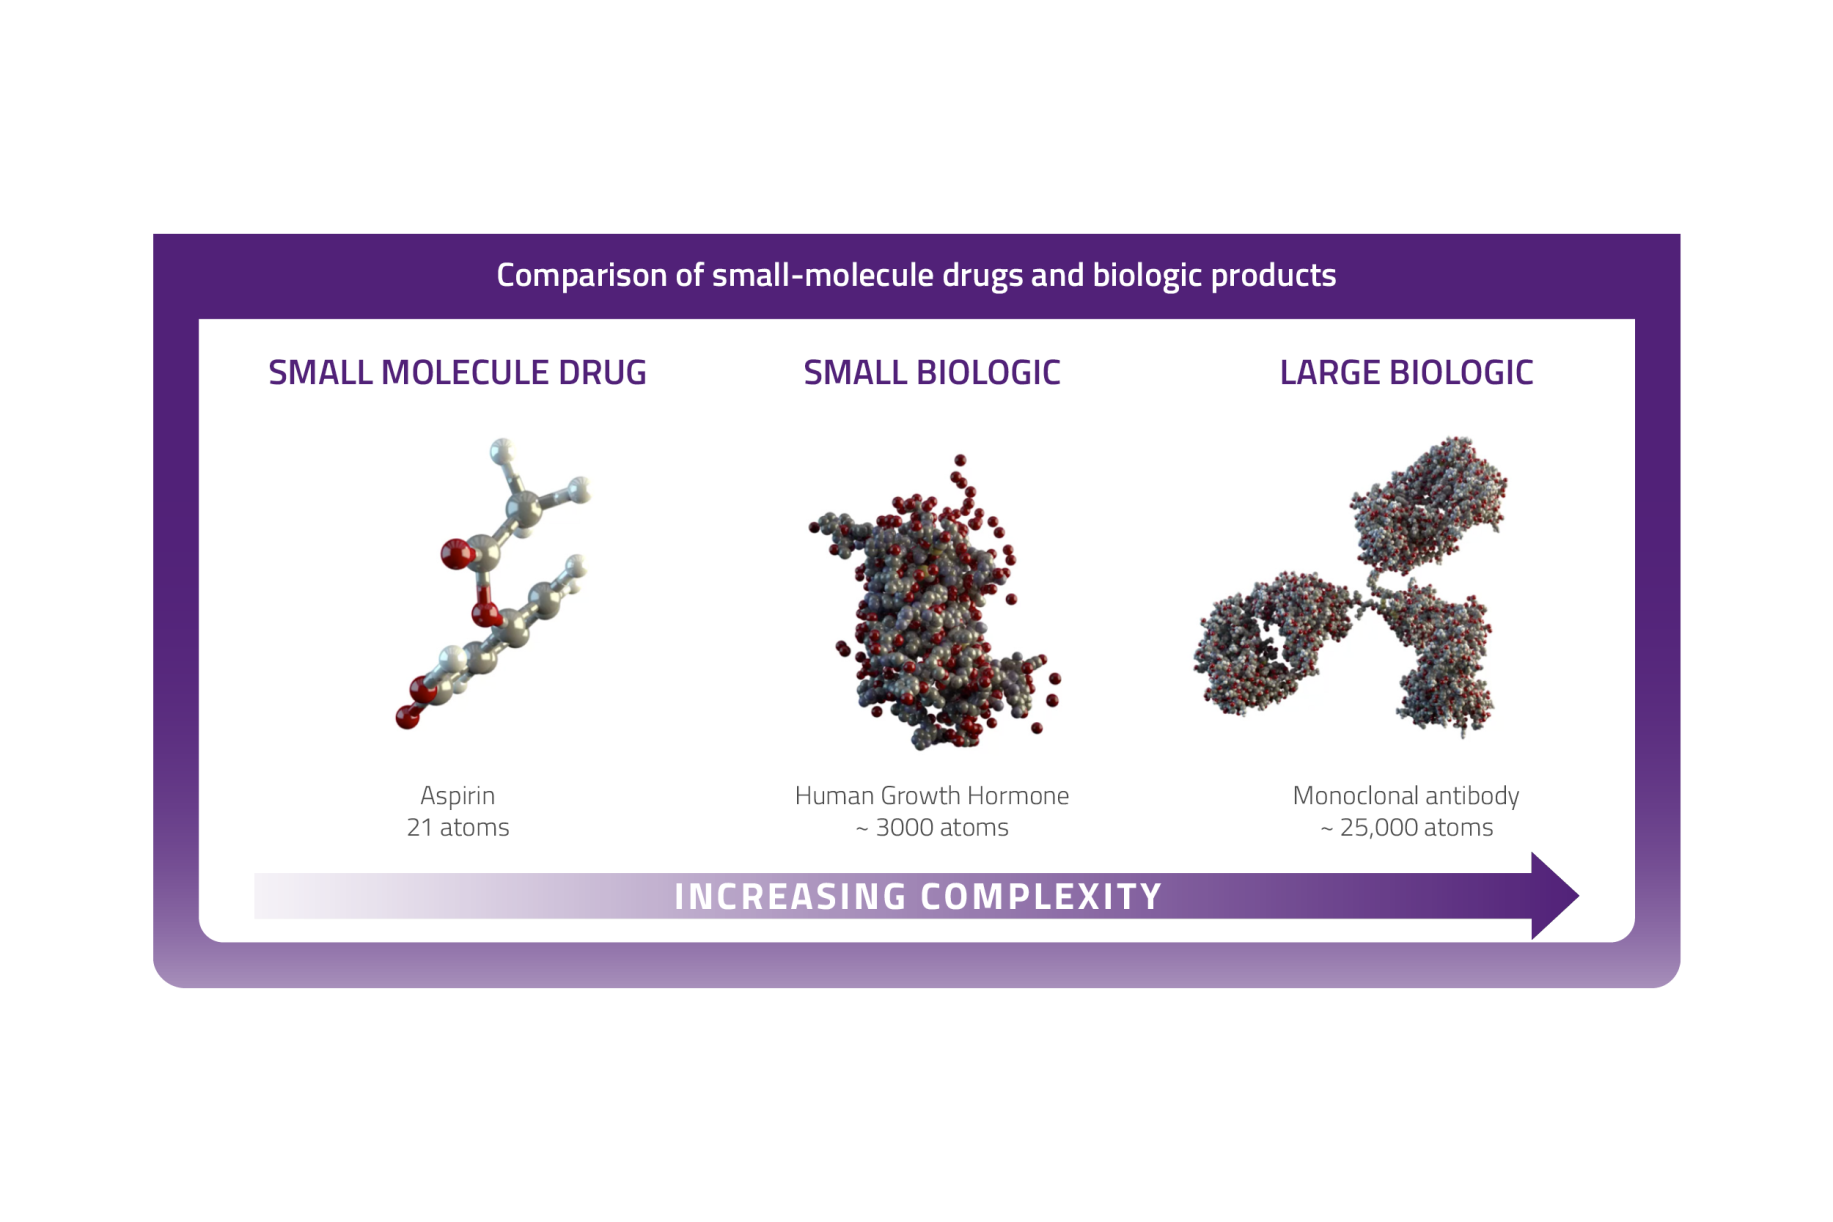 Comparison of small-molecule drugs and biologic products
SMALL MOLECULE DRUG
SMALL BIOLOGIC
LARGE BIOLOGIC
Aspirin
21 atoms
Human Growth Hormone
~ 3000 atoms
Monoclonal antibody
~ 25,000 atoms
INCREASING COMPLEXITY